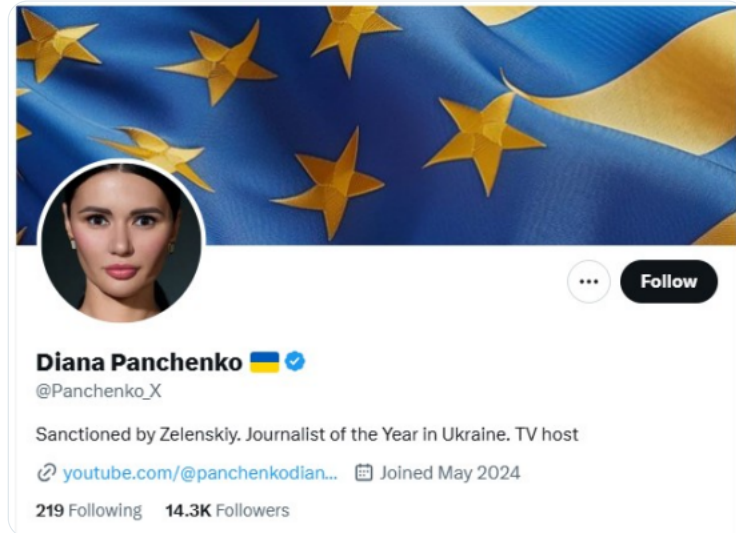 Follow
Diana Panchenko 🇺🇦
@Panchenko_X
Sanctioned by Zelenskiy. Journalist of the Year in Ukraine. TV host
youtube.com/@panchenkodian... Joined May 2024
219 Following 14.3K Followers